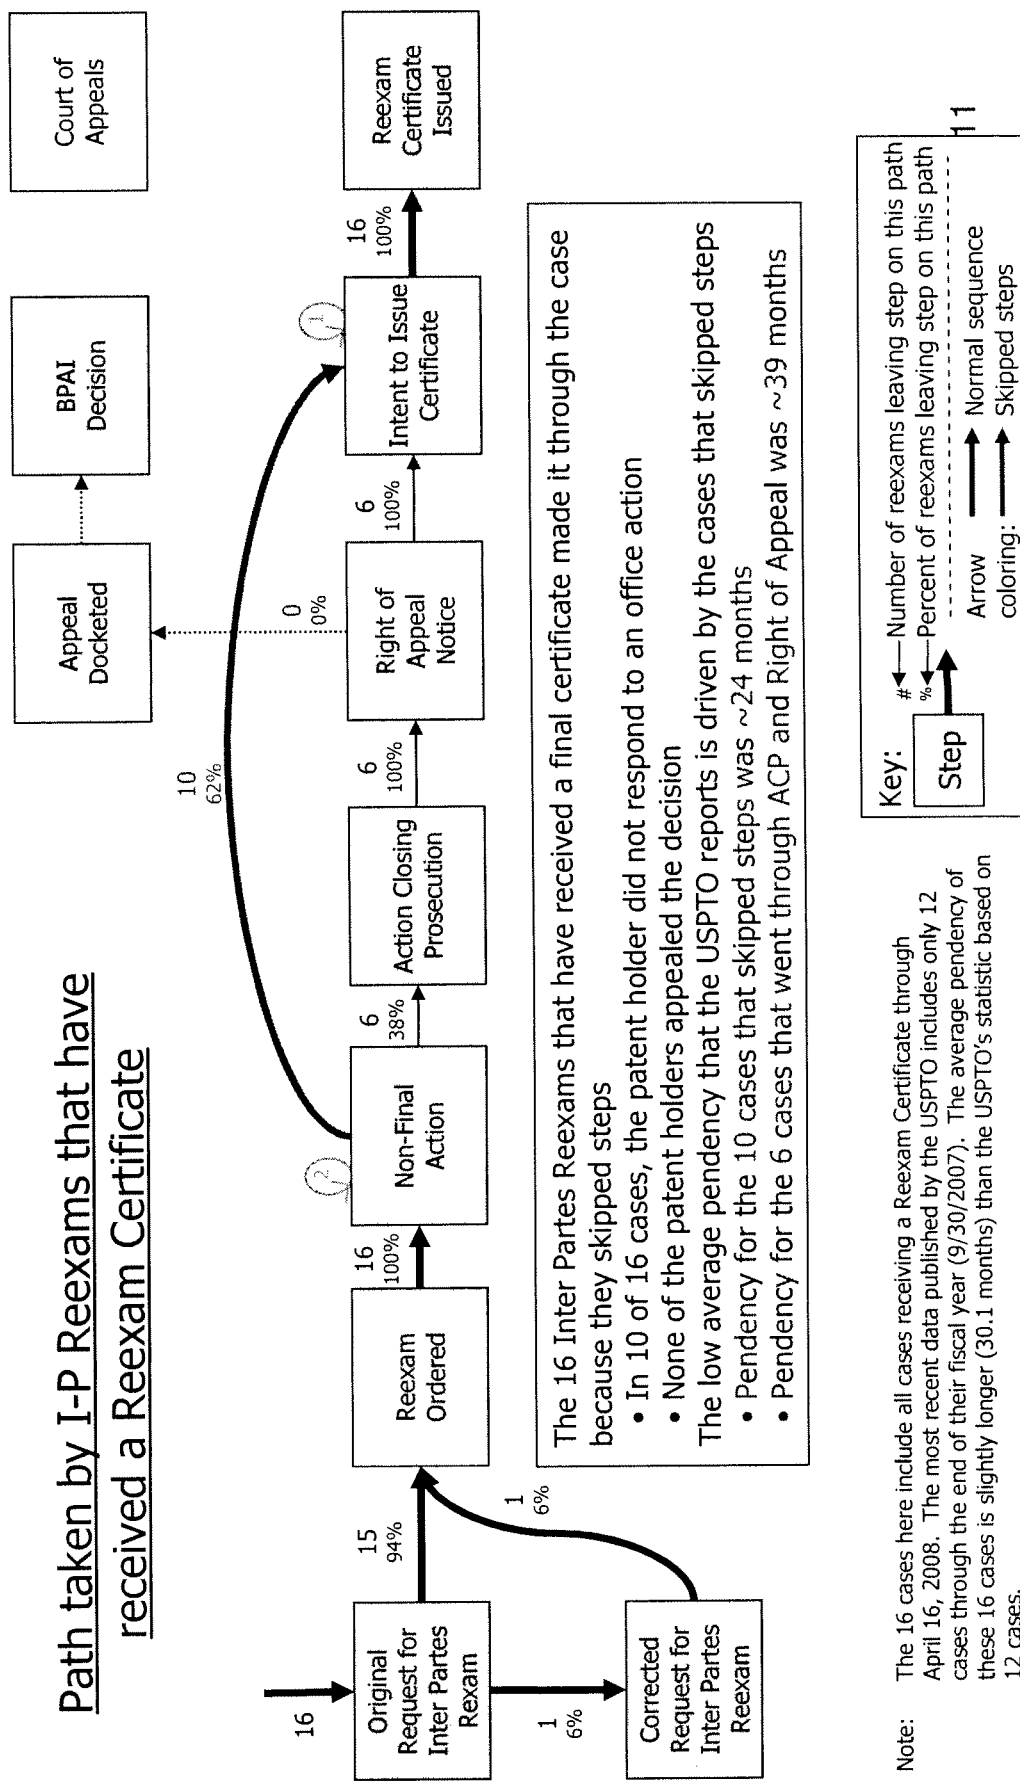 Path taken by I-P Reexams that have
received a Reexam Certificate
Court of
Appeals
BPAI
Decision
Appeal
Docketed
10
62%
0
0%
16
Original
Request for
Inter Partes
Rexam
15
94%
1
6%
Corrected
Request for
Inter Partes
Reexam
1
6%
Reexam
Ordered
16
100%
2
Non-Final
Action
6
38%
Action Closing
Prosecution
6
100%
Right of
Appeal
Notice
6
100%
1
Intent to Issue
Certificate
16
100%
Reexam
Certificate
Issued
The 16 Inter Partes Reexams that have received a final certificate made it through the case
because they skipped steps
• In 10 of 16 cases, the patent holder did not respond to an office action
• None of the patent holders appealed the decision
The low average pendency that the USPTO reports is driven by the cases that skipped steps
• Pendency for the 10 cases that skipped steps was ~24 months
• Pendency for the 6 cases that went through ACP and Right of Appeal was ~39 months
Note:
The 16 cases here include all cases receiving a Reexam Certificate through
April 16, 2008. The most recent data published by the USPTO includes only 12
cases through the end of their fiscal year (9/30/2007). The average pendency of
these 16 cases is slightly longer (30.1 months) than the USPTO's statistic based on
12 cases.
Key:
Step
#
%
Number of reexams leaving step on this path
Percent of reexams leaving step on this path
Arrow
coloring:
Normal sequence
Skipped steps
11